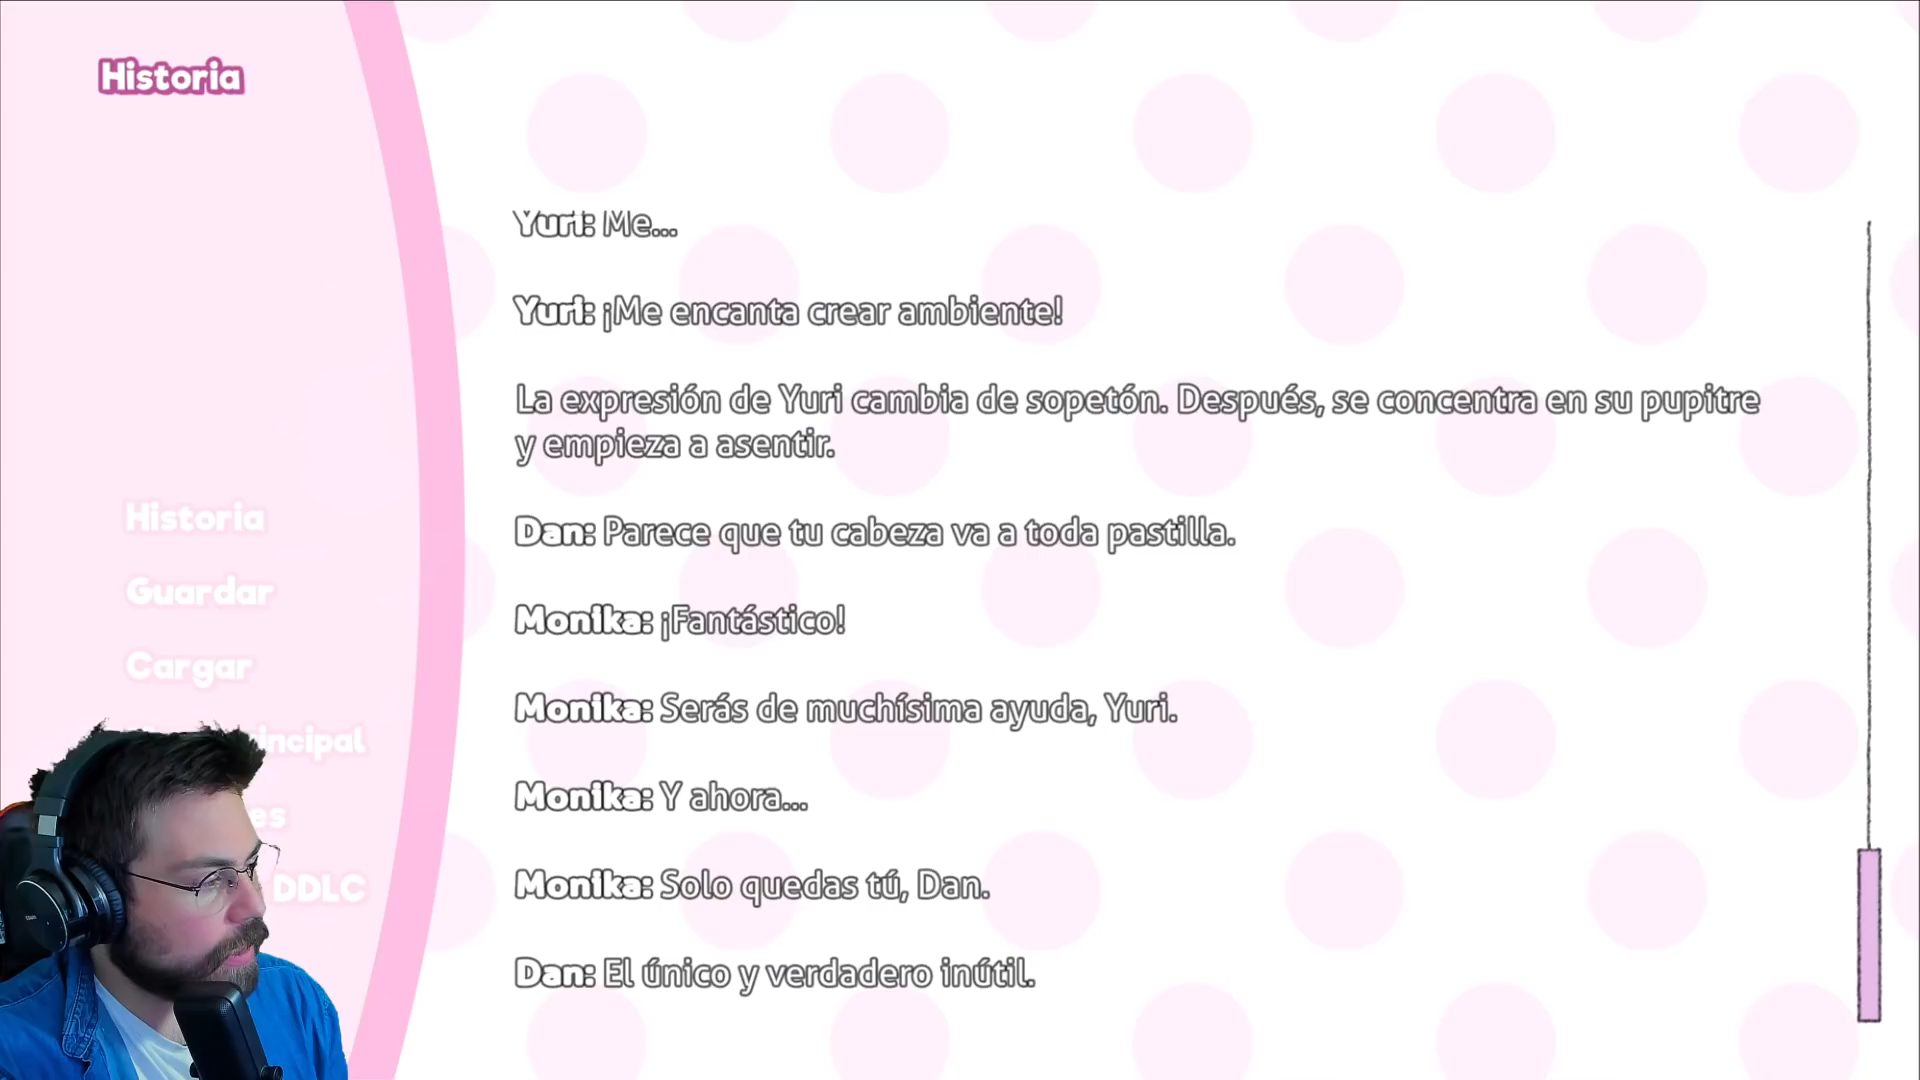 Historia
Yuri: Me...
Yuri: ¡Me encanta crear ambiente!
La expresión de Yuri cambia de sopetón. Después, se concentra en su pupitre
y empieza a asentir.
Dan: Parece que tu cabeza va a toda pastilla.
Monika: ¡Fantástico!
Monika: Serás de muchísima ayuda, Yuri.
Monika: Y ahora...
Monika: Solo quedas tú, Dan.
Dan: El único y verdadero inútil.
Historia
Guardar
Cargar
incipal
es
DDLC